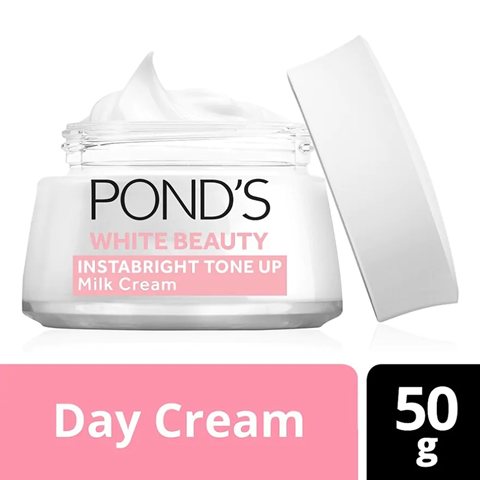 POND'S
WHITE BEAUTY
INSTABRIGHT TONE UP
Milk Cream
Day Cream
50
g